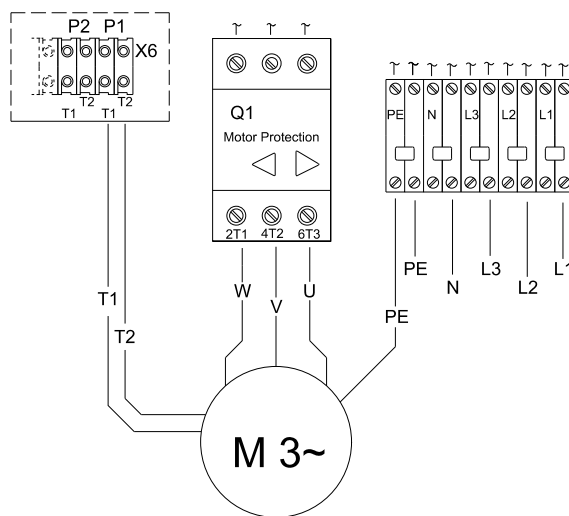 P2 P1
X6
T2 T2
T1 T1
Q1
Motor Protection
2T1 4T2 6T3
PE N L3 L2 L1
PE L3 L1
N L2
W V U
PE
T1
T2
M 3~